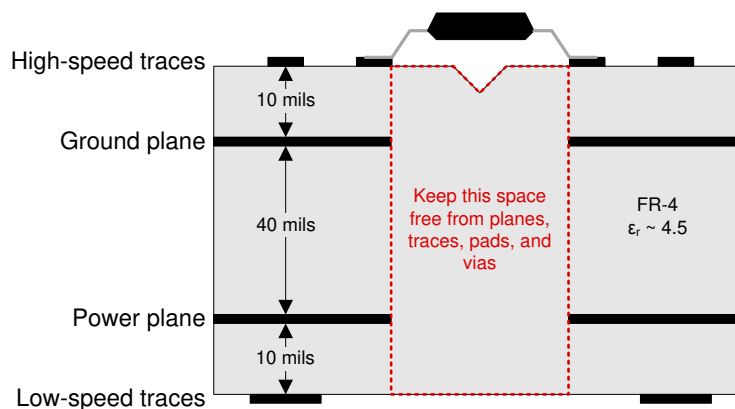 High-speed traces
10 mils
Ground plane
40 mils
Keep this space
free from planes,
traces, pads, and
vias
FR-4
εᵣ ~ 4.5
Power plane
10 mils
Low-speed traces